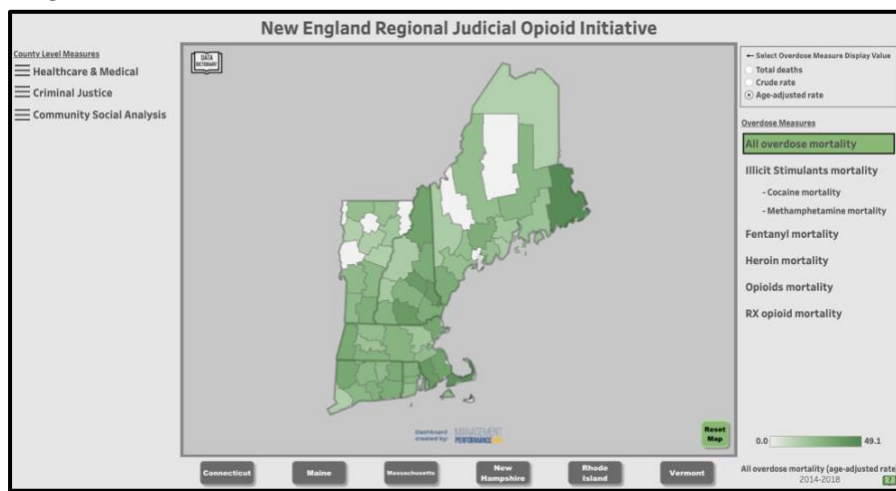 New England Regional Judicial Opioid Initiative
County Level Measures
Healthcare & Medical
Criminal Justice
Community Social Analysis
DATA
DICTIONARY
Select Overdose Measure Display Value
Total deaths
Crude rate
Age-adjusted rate
Overdose Measures
All overdose mortality
Illicit Stimulants mortality
- Cocaine mortality
- Methamphetamine mortality
Fentanyl mortality
Heroin mortality
Opioids mortality
RX opioid mortality
Dashboard
created by:
MANAGEMENT
PERFORMANCE
Reset
Map
0.0
49.1
Connecticut
Maine
Massachusetts
New
Hampshire
Rhode
Island
Vermont
All overdose mortality (age-adjusted rate
2014-2018